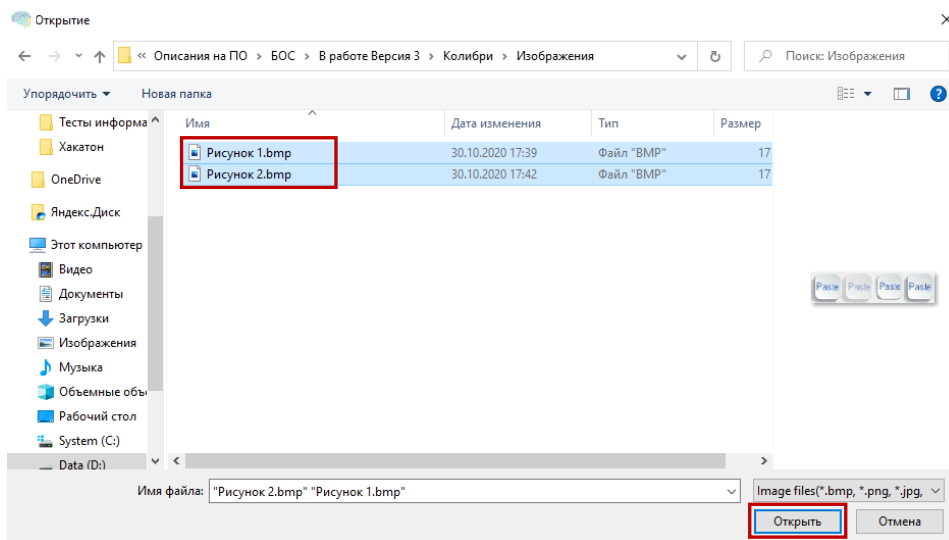 Открытие
« Описания на ПО > БОС > В работе Версия 3 > Колибри > Изображения
Поиск: Изображения
Упорядочить
Новая папка
Имя
Дата изменения
Тип
Размер
Тесты информа
Хакатон
OneDrive
Яндекс.Диск
Этот компьютер
Видео
Документы
Загрузки
Изображения
Музыка
Объемные объ
Рабочий стол
System (C:)
Data (D:)
Рисунок 1.bmp 30.10.2020 17:39 Файл "BMP" 17
Рисунок 2.bmp 30.10.2020 17:42 Файл "BMP" 17
Paste Paste Paste Paste
Имя файла: "Рисунок 2.bmp" "Рисунок 1.bmp"
Image files(*.bmp, *.png, *.jpg,
Открыть
Отмена